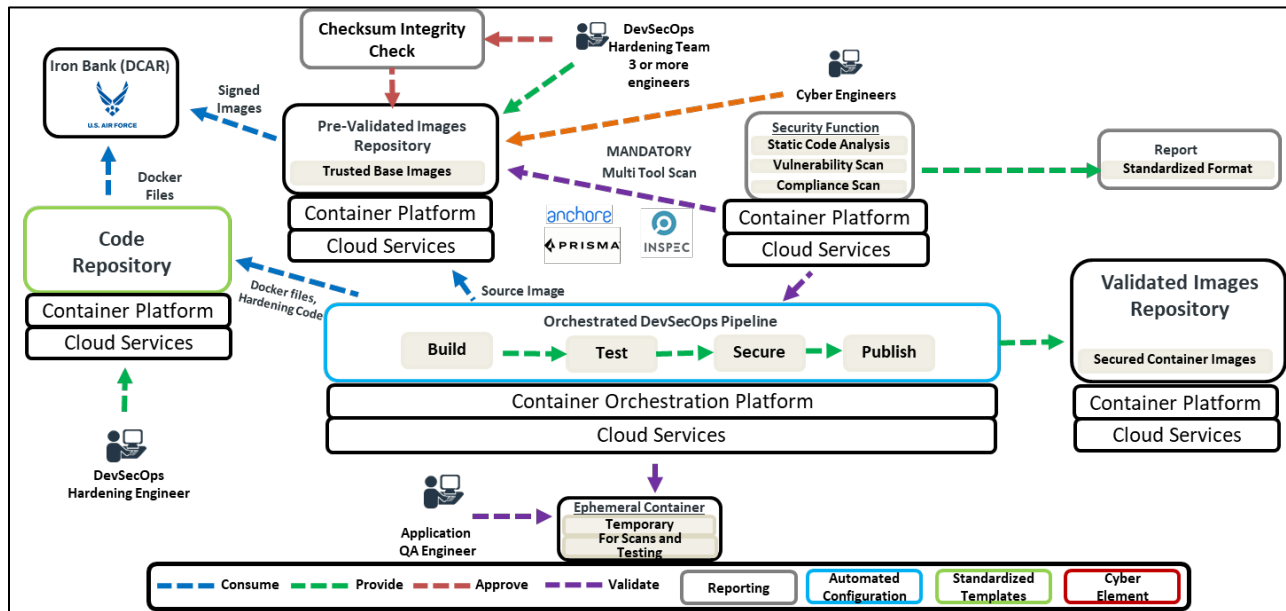 Checksum Integrity
Check
DevSecOps
Hardening Team
3 or more
engineers
Iron Bank (DCAR)
U.S. AIR FORCE
Signed
Images
Cyber Engineers
Pre-Validated Images
Repository
Trusted Base Images
Container Platform
Cloud Services
MANDATORY
Multi Tool Scan
anchore
PRISMA
INSPEC
Security Function
Static Code Analysis
Vulnerability Scan
Compliance Scan
Container Platform
Cloud Services
Report
Standardized Format
Docker
Files
Code
Repository
Container Platform
Cloud Services
Docker files,
Hardening Code
Source Image
Orchestrated DevSecOps Pipeline
Build
Test
Secure
Publish
Container Orchestration Platform
Cloud Services
Validated Images
Repository
Secured Container Images
Container Platform
Cloud Services
DevSecOps
Hardening Engineer
Application
QA Engineer
Ephemeral Container
Temporary
For Scans and
Testing
Consume
Provide
Approve
Validate
Reporting
Automated
Configuration
Standardized
Templates
Cyber
Element